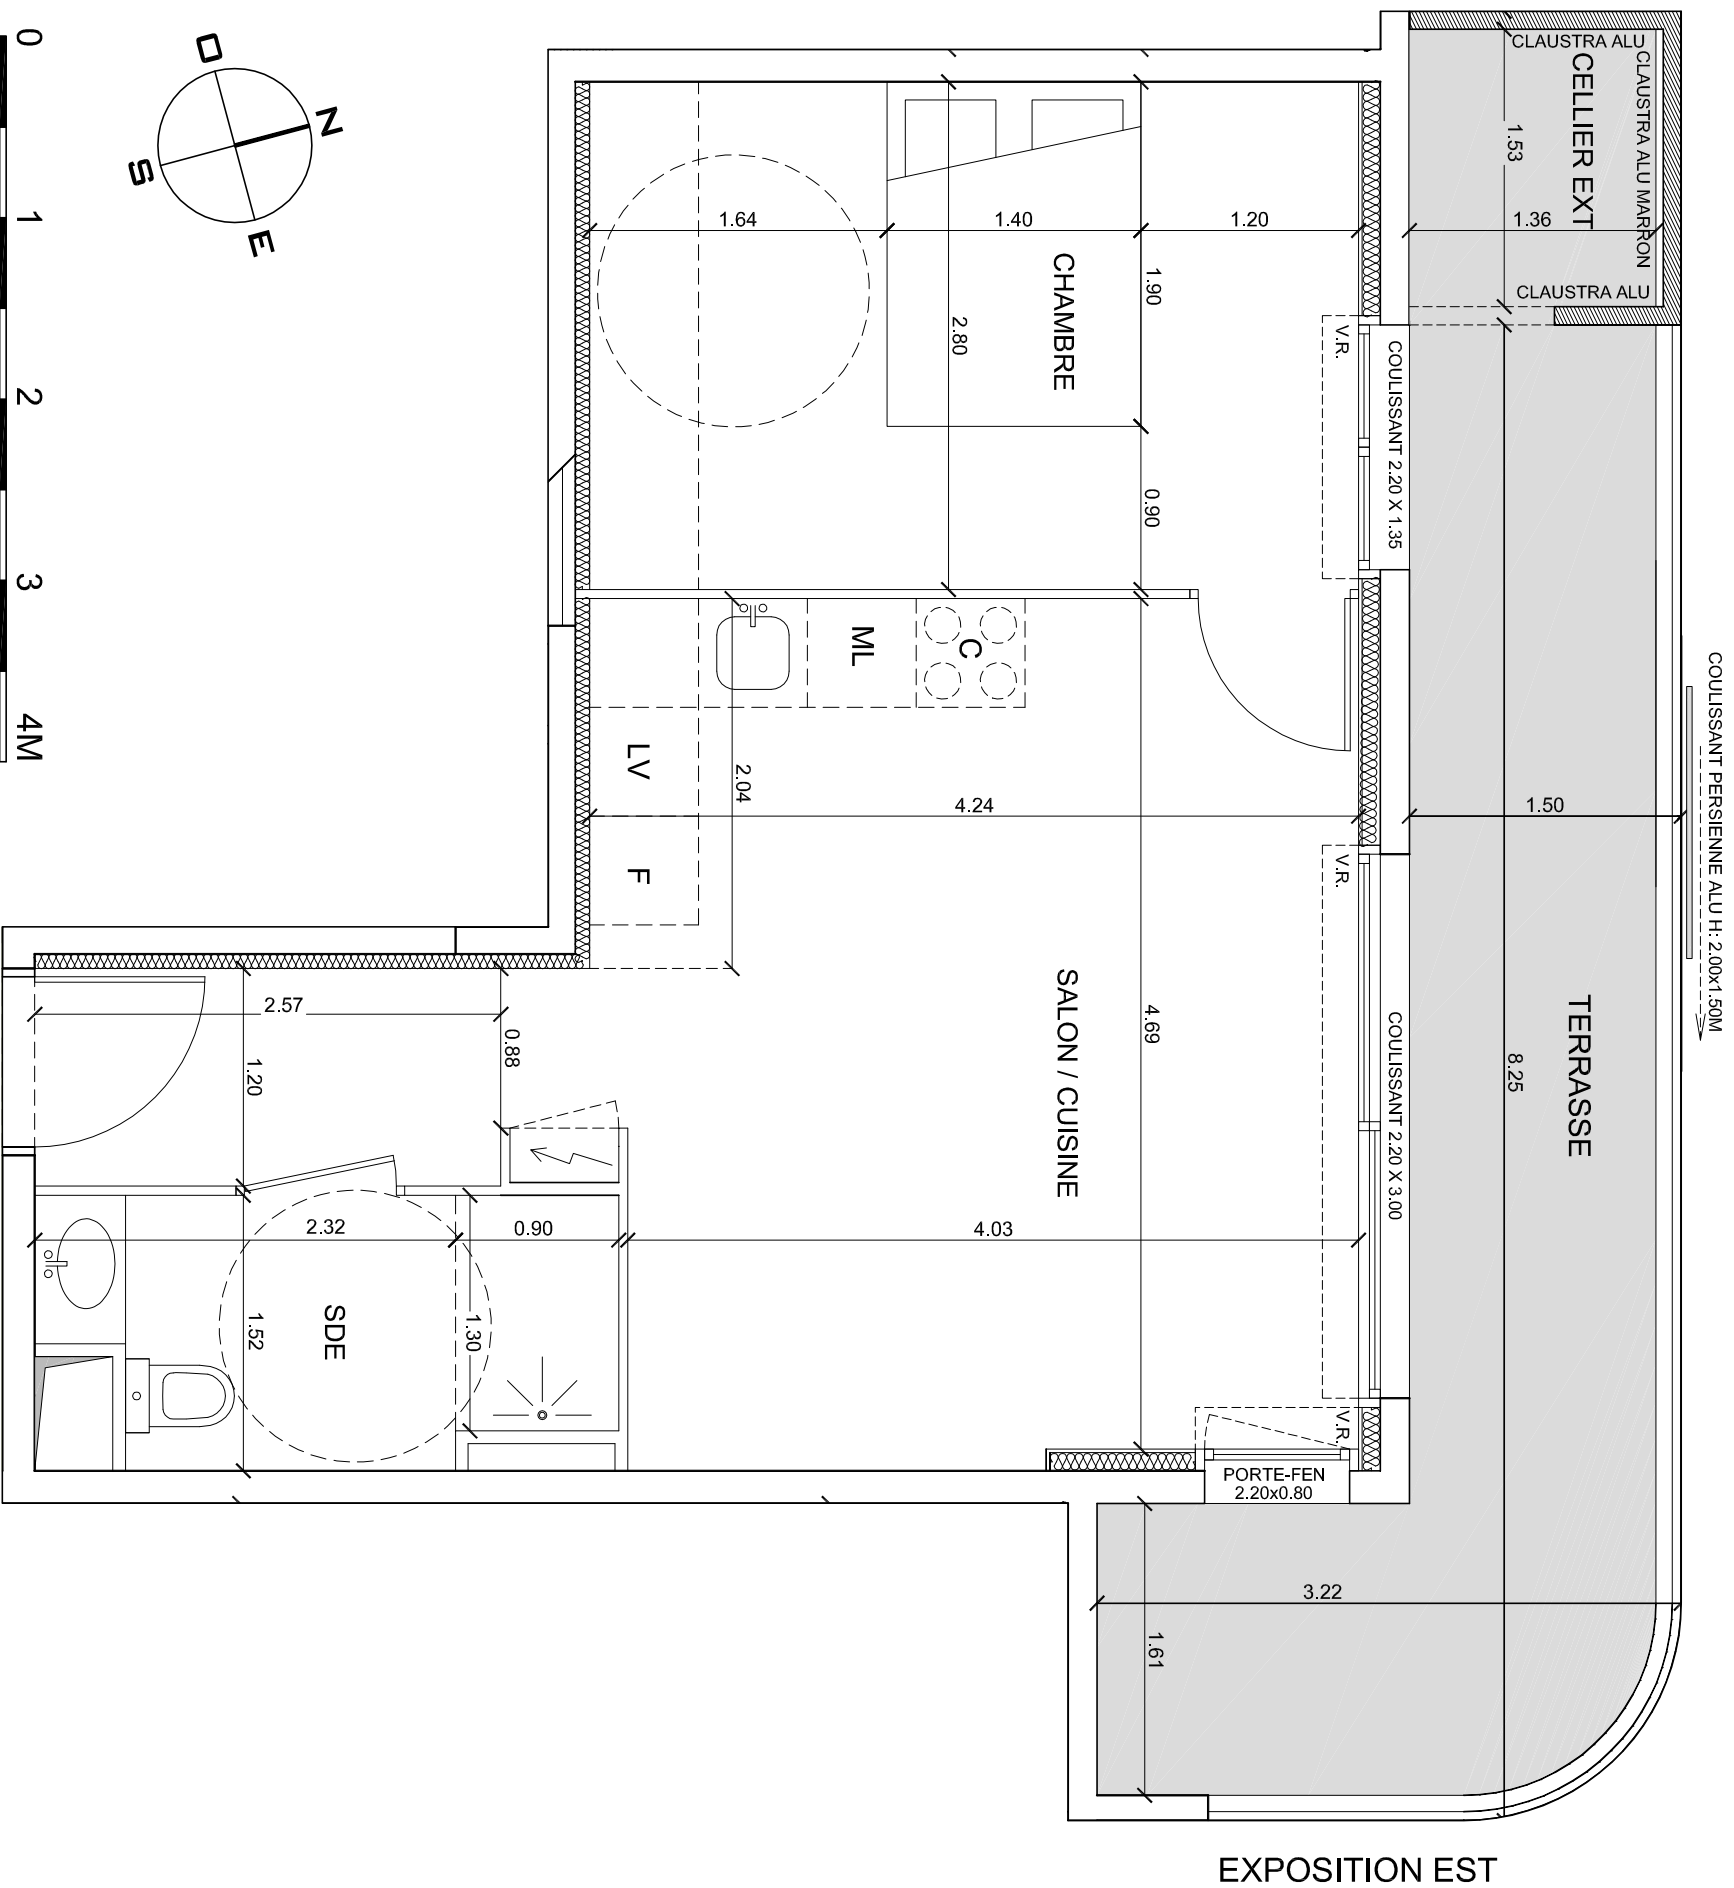 CLAUSTRA ALU
CLAUSTRA ALU MARRON
CELLIER EXT
1.53
1.36
CLAUSTRA ALU
O
N
S
E
0
1
2
3
4M
1.64
1.40
1.20
CHAMBRE
1.90
2.80
0.90
V.R.
COULISSANT 2.20 X 1.35
COULISSANT PERSIENNE ALU H: 2.00x1.50M
ML
C
LV
F
2.04
4.24
1.50
V.R.
SALON / CUISINE
4.69
COULISSANT 2.20 X 3.00
8.25
TERRASSE
2.57
0.88
1.20
2.32
0.90
4.03
SDE
1.52
1.30
V.R.
PORTE-FEN
2.20x0.80
3.22
1.61
EXPOSITION EST